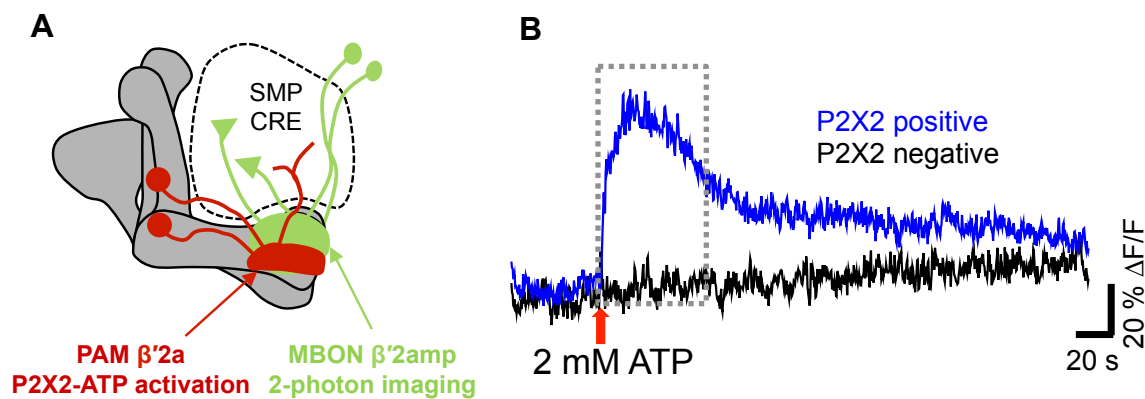 A
SMP
CRE
PAM β′2a
P2X2-ATP activation
MBON β′2amp
2-photon imaging
B
P2X2 positive
P2X2 negative
2 mM ATP
20 % ΔF/F
20 s